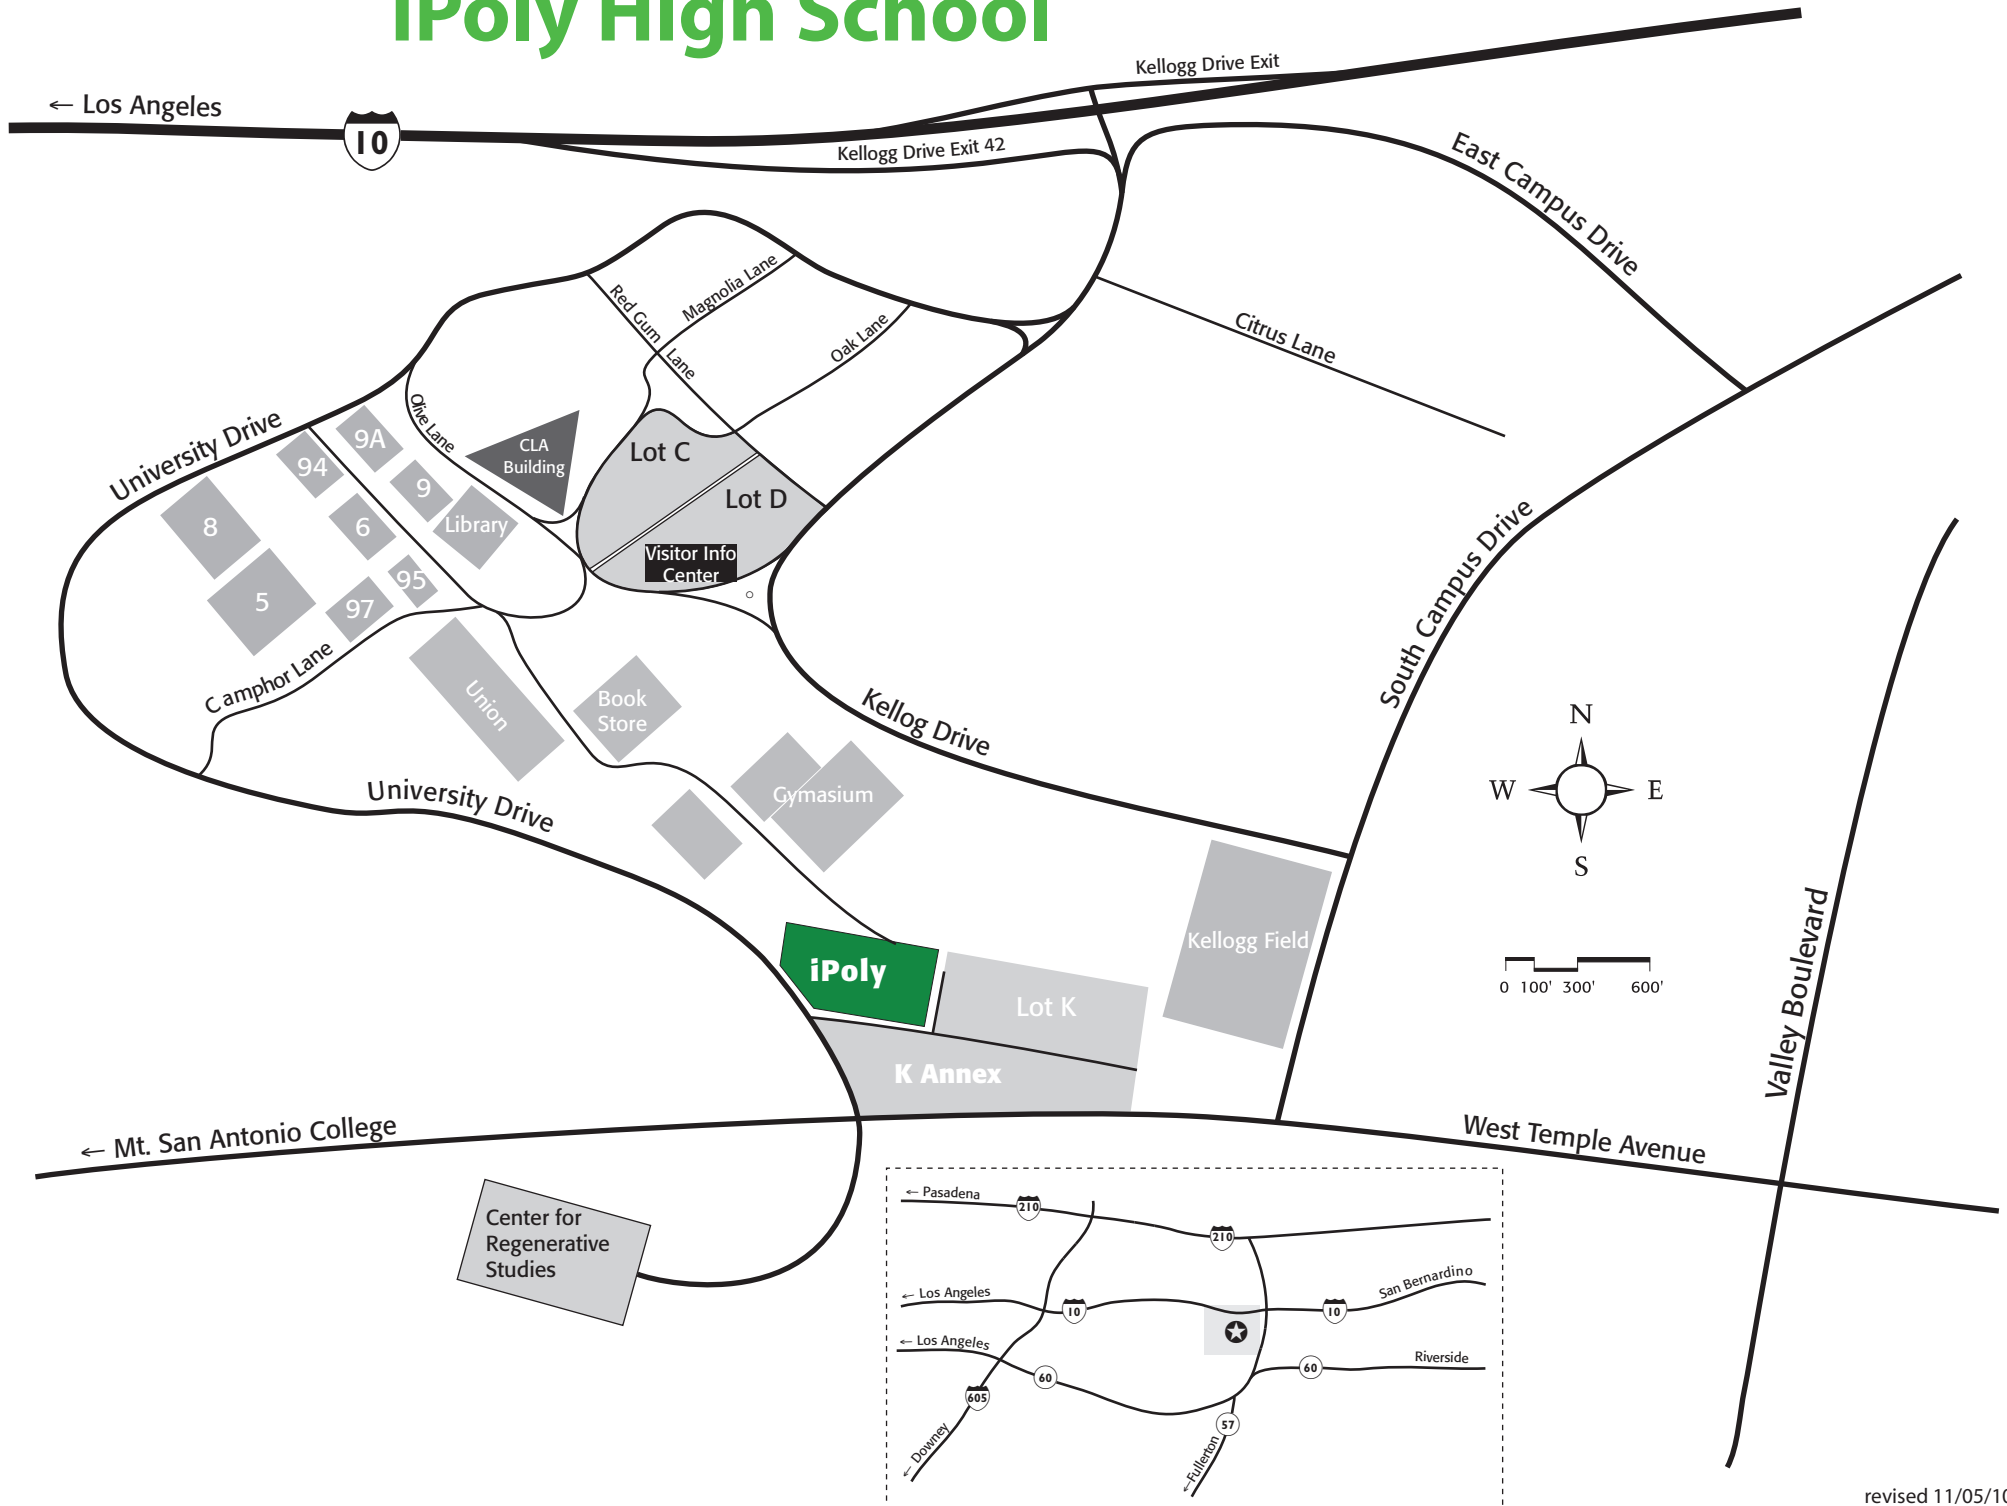 iPoly High School
Kellogg Drive Exit
← Los Angeles
10
Kellogg Drive Exit 42
East Campus Drive
Red Gum Lane
Magnolia Lane
Oak Lane
Citrus Lane
Olive Lane
University Drive
9A
94
9
8
6
Library
95
97
5
CLA
Building
Lot C
Lot D
Visitor Info
Center
Camphor Lane
Union
Book
Store
Kellog Drive
South Campus Drive
University Drive
Gymasium
N
W
E
S
iPoly
Lot K
K Annex
Kellogg Field
0 100' 300' 600'
Valley Boulevard
← Mt. San Antonio College
West Temple Avenue
Center for
Regenerative
Studies
← Pasadena
210
210
← Los Angeles
10
10
San Bernardino
← Los Angeles
60
60
Riverside
605
57
← Downey
←Fullerton
revised 11/05/10